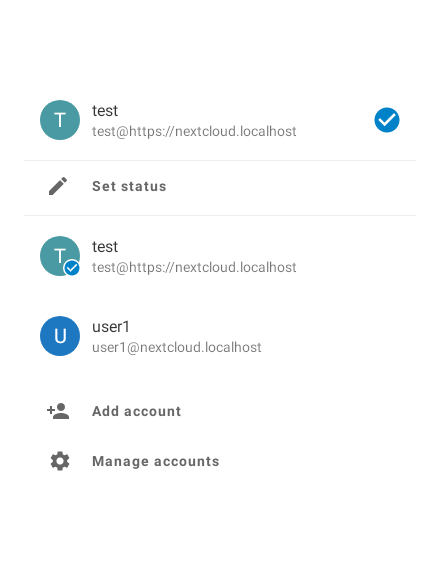 T
test
test@https://nextcloud.localhost
Set status
T
test
test@https://nextcloud.localhost
U
user1
user1@nextcloud.localhost
Add account
Manage accounts